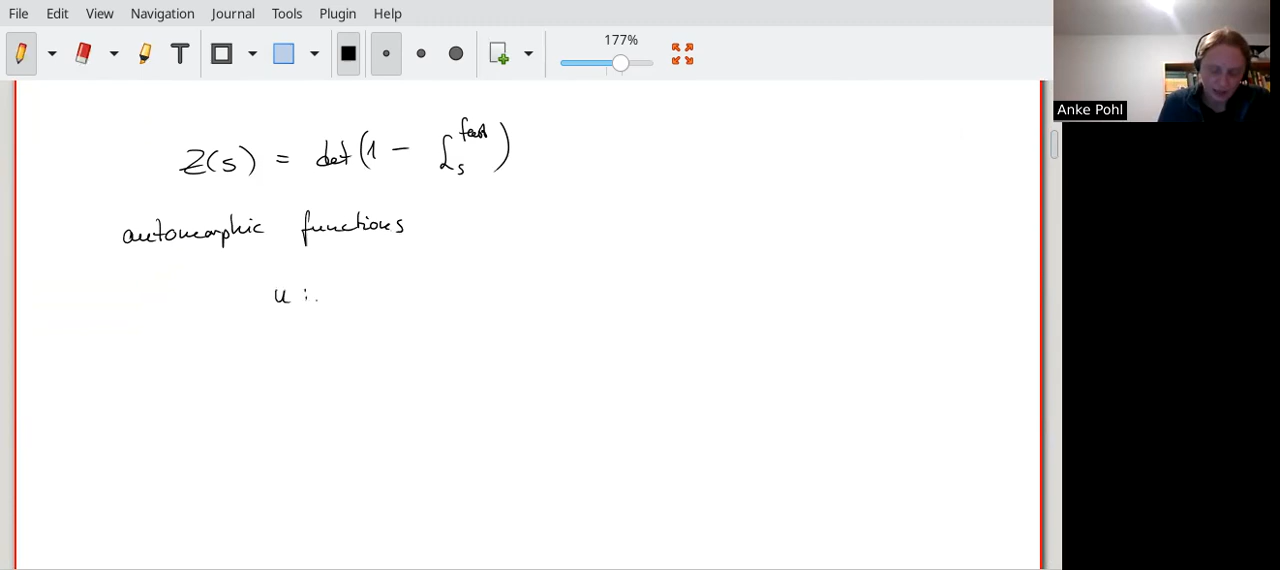 File Edit View Navigation Journal Tools Plugin Help
T
177%
Anke Pohl
Z(s) = det(1 - L_s^fast)
automorphic functions
u :